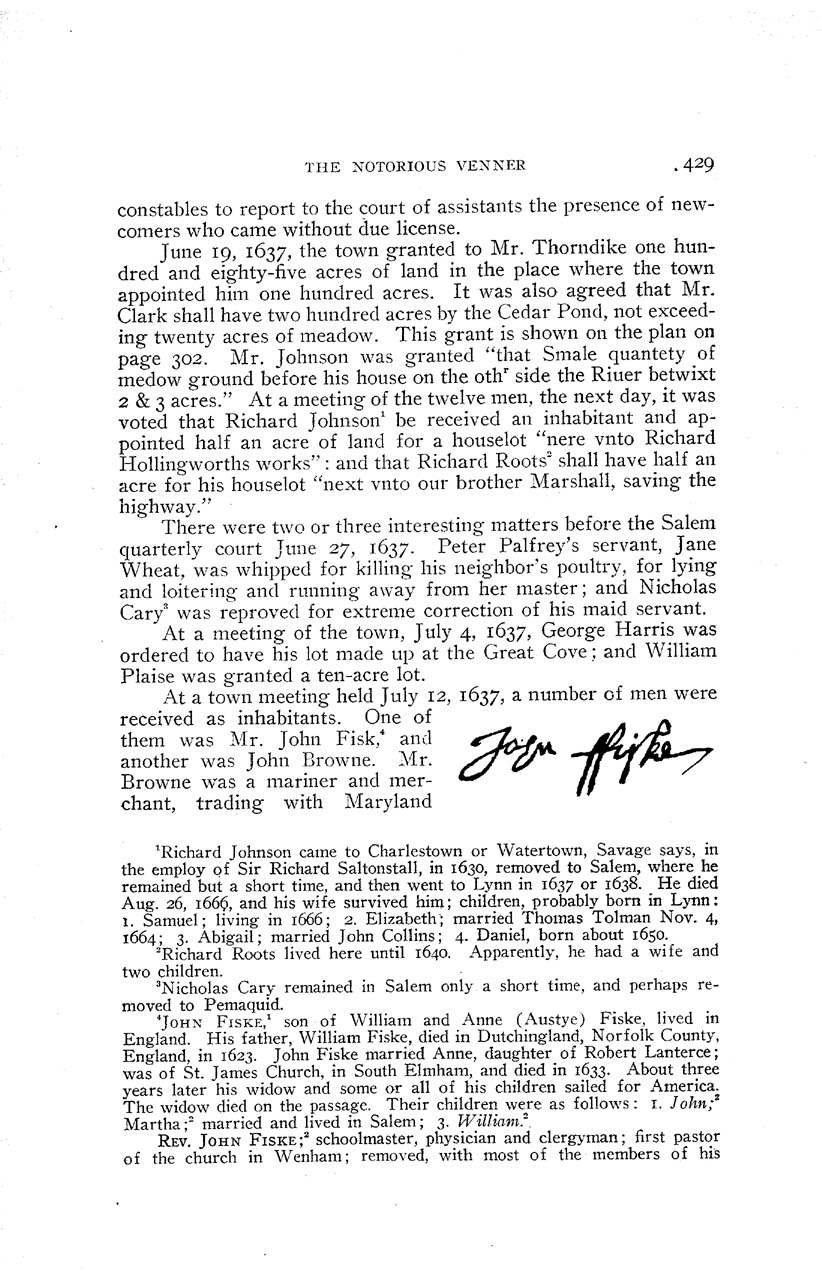 THE NOTORIOUS VENNER .429
constables to report to the court of assistants the presence of new-
comers who came without due license.
June 19, 1637, the town granted to Mr. Thorndike one hun-
dred and eighty-five acres of land in the place where the town
appointed him one hundred acres. It was also agreed that Mr.
Clark shall have two hundred acres by the Cedar Pond, not exceed-
ing twenty acres of meadow. This grant is shown on the plan on
page 302. Mr. Johnson was granted "that Smale quantety of
medow ground before his house on the othʳ side the Riuer betwixt
2 & 3 acres." At a meeting of the twelve men, the next day, it was
voted that Richard Johnson¹ be received an inhabitant and ap-
pointed half an acre of land for a houselot "nere vnto Richard
Hollingworths works": and that Richard Roots² shall have half an
acre for his houselot "next vnto our brother Marshall, saving the
highway."
There were two or three interesting matters before the Salem
quarterly court June 27, 1637. Peter Palfrey's servant, Jane
Wheat, was whipped for killing his neighbor's poultry, for lying
and loitering and running away from her master; and Nicholas
Cary³ was reproved for extreme correction of his maid servant.
At a meeting of the town, July 4, 1637, George Harris was
ordered to have his lot made up at the Great Cove; and William
Plaise was granted a ten-acre lot.
At a town meeting held July 12, 1637, a number of men were
received as inhabitants. One of
them was Mr. John Fisk,⁴ and
another was John Browne. Mr.
Browne was a mariner and mer-
chant, trading with Maryland
John ffiske
¹Richard Johnson came to Charlestown or Watertown, Savage says, in
the employ of Sir Richard Saltonstall, in 1630, removed to Salem, where he
remained but a short time, and then went to Lynn in 1637 or 1638. He died
Aug. 26, 1666, and his wife survived him; children, probably born in Lynn:
1. Samuel; living in 1666; 2. Elizabeth; married Thomas Tolman Nov. 4,
1664; 3. Abigail; married John Collins; 4. Daniel, born about 1650.
²Richard Roots lived here until 1640. Apparently, he had a wife and
two children.
³Nicholas Cary remained in Salem only a short time, and perhaps re-
moved to Pemaquid.
⁴JOHN FISKE,¹ son of William and Anne (Austye) Fiske, lived in
England. His father, William Fiske, died in Dutchingland, Norfolk County,
England, in 1623. John Fiske married Anne, daughter of Robert Lanterce;
was of St. James Church, in South Elmham, and died in 1633. About three
years later his widow and some or all of his children sailed for America.
The widow died on the passage. Their children were as follows: 1. John;²
Martha;² married and lived in Salem; 3. William.²
REV. JOHN FISKE;² schoolmaster, physician and clergyman; first pastor
of the church in Wenham; removed, with most of the members of his